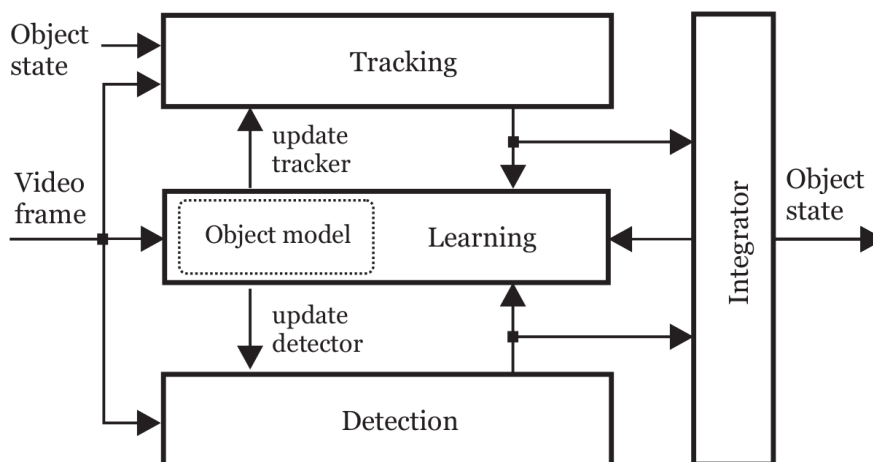 Object
state
Tracking
update
tracker
Video
frame
Object model
Learning
Integrator
Object
state
update
detector
Detection